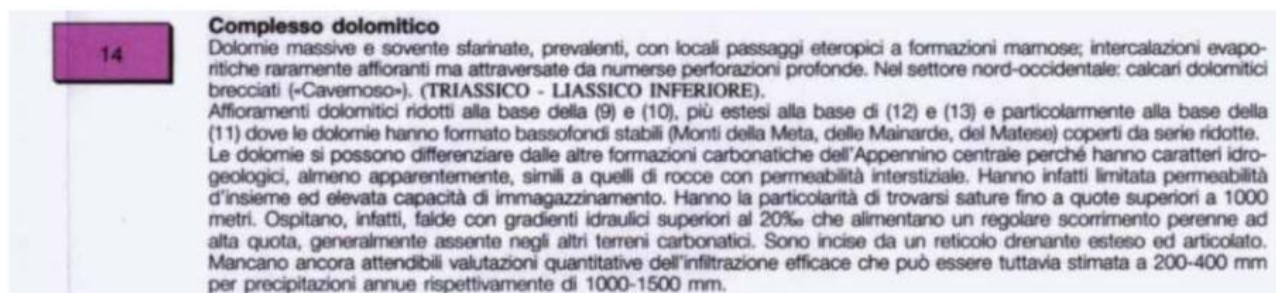 14
Complesso dolomitico
Dolomie massive e sovente sfarinate, prevalenti, con locali passaggi eteropici a formazioni marnose; intercalazioni evapo-
ritiche raramente affioranti ma attraversate da numerse perforazioni profonde. Nel settore nord-occidentale: calcari dolomitici
brecciati («Cavernoso»). (TRIASSICO - LIASSICO INFERIORE).
Affioramenti dolomitici ridotti alla base della (9) e (10), più estesi alla base di (12) e (13) e particolarmente alla base della
(11) dove le dolomie hanno formato bassofondi stabili (Monti della Meta, delle Mainarde, del Matese) coperti da serie ridotte.
Le dolomie si possono differenziare dalle altre formazioni carbonatiche dell'Appennino centrale perché hanno caratteri idro-
geologici, almeno apparentemente, simili a quelli di rocce con permeabilità interstiziale. Hanno infatti limitata permeabilità
d'insieme ed elevata capacità di immagazzinamento. Hanno la particolarità di trovarsi sature fino a quote superiori a 1000
metri. Ospitano, infatti, falde con gradienti idraulici superiori al 20‰ che alimentano un regolare scorrimento perenne ad
alta quota, generalmente assente negli altri terreni carbonatici. Sono incise da un reticolo drenante esteso ed articolato.
Mancano ancora attendibili valutazioni quantitative dell'infiltrazione efficace che può essere tuttavia stimata a 200-400 mm
per precipitazioni annue rispettivamente di 1000-1500 mm.